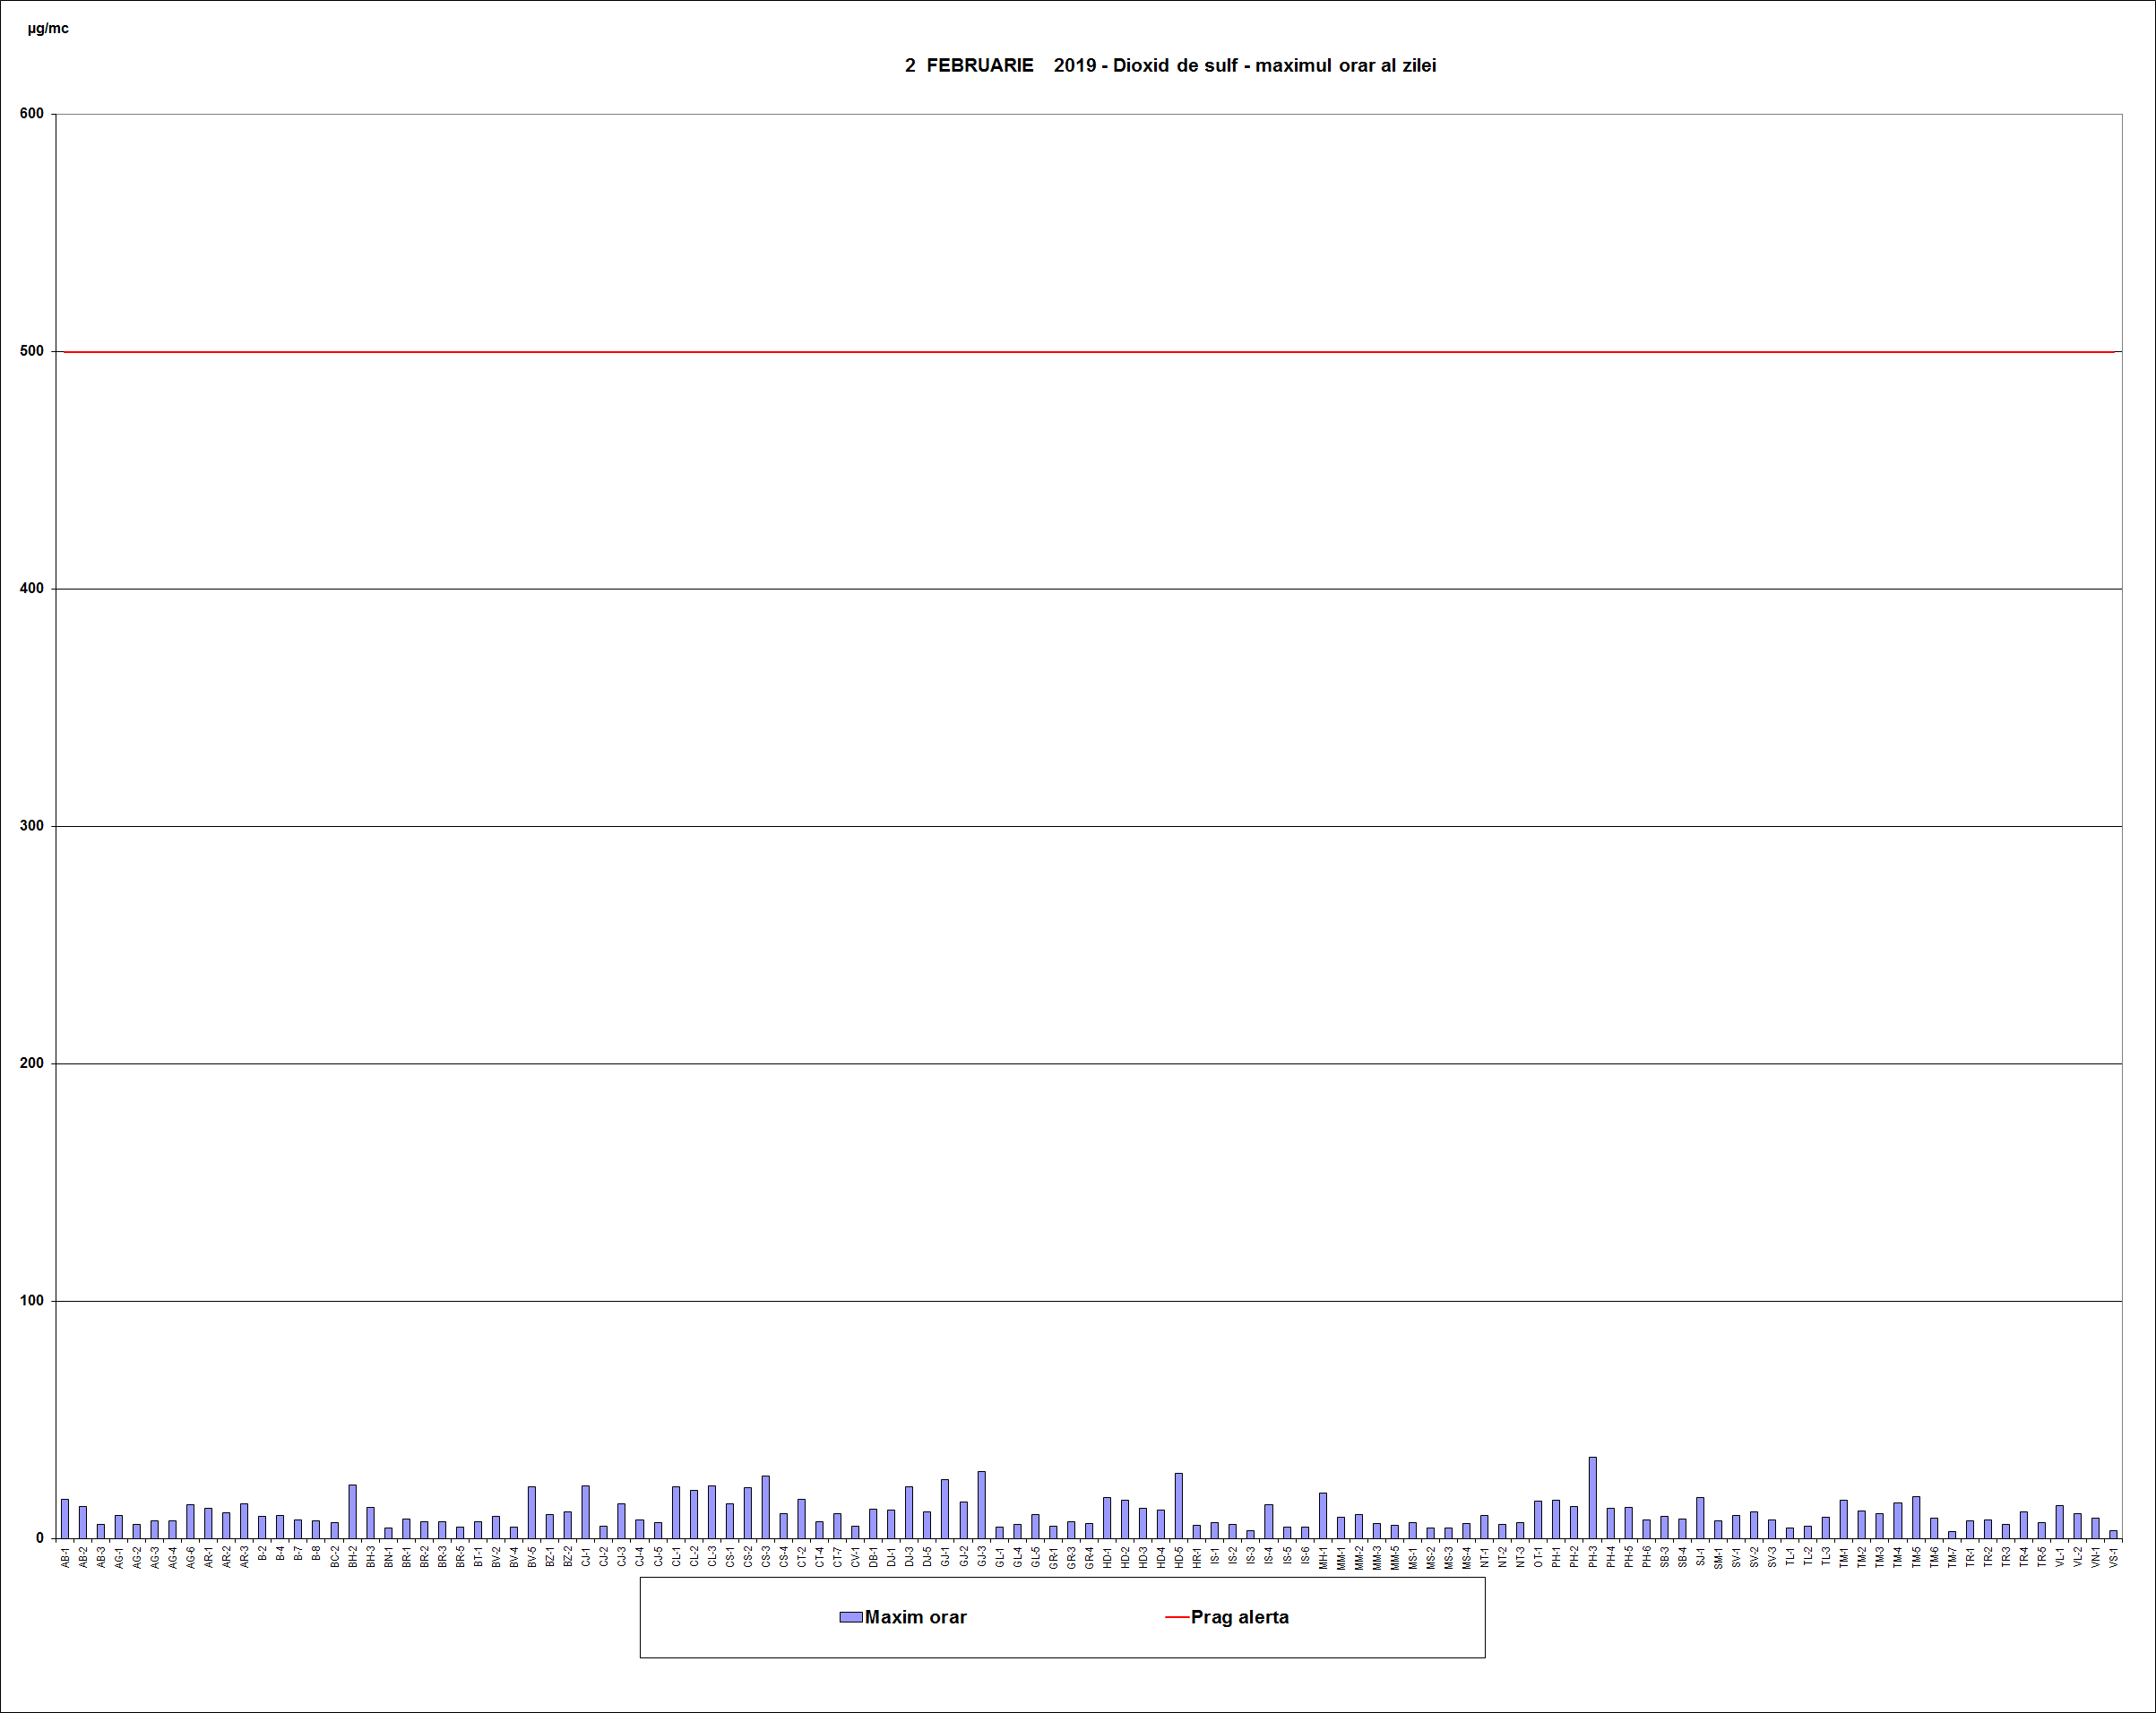 µg/mc
2 FEBRUARIE 2019 - Dioxid de sulf - maximul orar al zilei
600
500
400
300
200
100
0
AB-1 AB-2 AB-3 AG-1 AG-2 AG-3 AG-4 AG-6 AR-1 AR-2 AR-3 B-2 B-4 B-7 B-8 BC-2 BH-2 BH-3 BN-1 BR-1 BR-2 BR-3 BR-5 BT-1 BV-2 BV-4 BV-5 BZ-1 BZ-2 CJ-1 CJ-2 CJ-3 CJ-4 CJ-5 CL-1 CL-2 CL-3 CS-1 CS-2 CS-3 CS-4 CT-2 CT-4 CT-7 CV-1 DB-1 DJ-1 DJ-3 DJ-5 GJ-1 GJ-2 GJ-3 GL-1 GL-4 GL-5 GR-1 GR-3 GR-4 HD-1 HD-2 HD-3 HD-4 HD-5 HR-1 IS-1 IS-2 IS-3 IS-4 IS-5 IS-6 MH-1 MM-1 MM-2 MM-3 MM-5 MS-1 MS-2 MS-3 MS-4 NT-1 NT-2 NT-3 OT-1 PH-1 PH-2 PH-3 PH-4 PH-5 PH-6 SB-3 SB-4 SJ-1 SM-1 SV-1 SV-2 SV-3 TL-1 TL-2 TL-3 TM-1 TM-2 TM-3 TM-4 TM-5 TM-6 TM-7 TR-1 TR-2 TR-3 TR-4 TR-5 VL-1 VL-2 VN-1 VS-1
Maxim orar Prag alerta